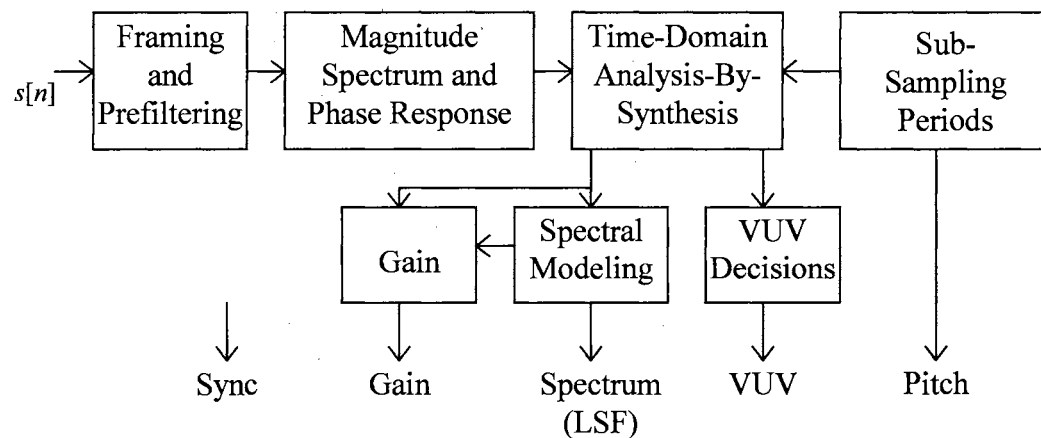 s[n]
Framing
and
Prefiltering
Magnitude
Spectrum and
Phase Response
Time-Domain
Analysis-By-
Synthesis
Sub-
Sampling
Periods
Gain
Spectral
Modeling
VUV
Decisions
Sync
Gain
Spectrum
(LSF)
VUV
Pitch